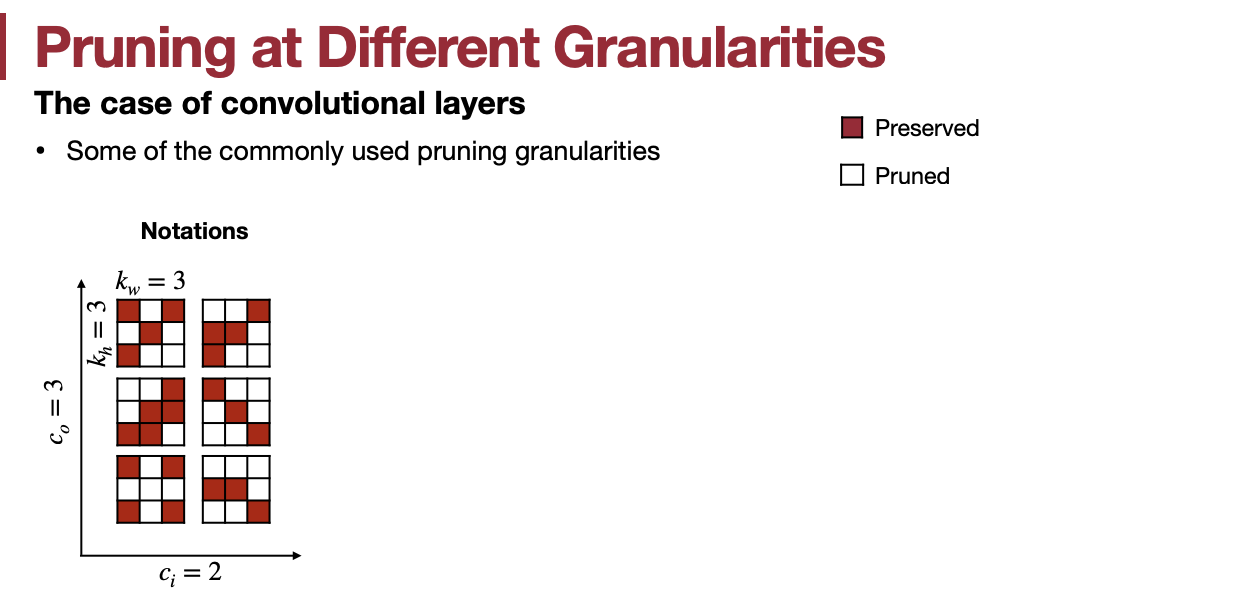 Pruning at Different Granularities
The case of convolutional layers
• Some of the commonly used pruning granularities
Preserved
Pruned
Notations
k_w = 3
k_h = 3
c_o = 3
c_i = 2